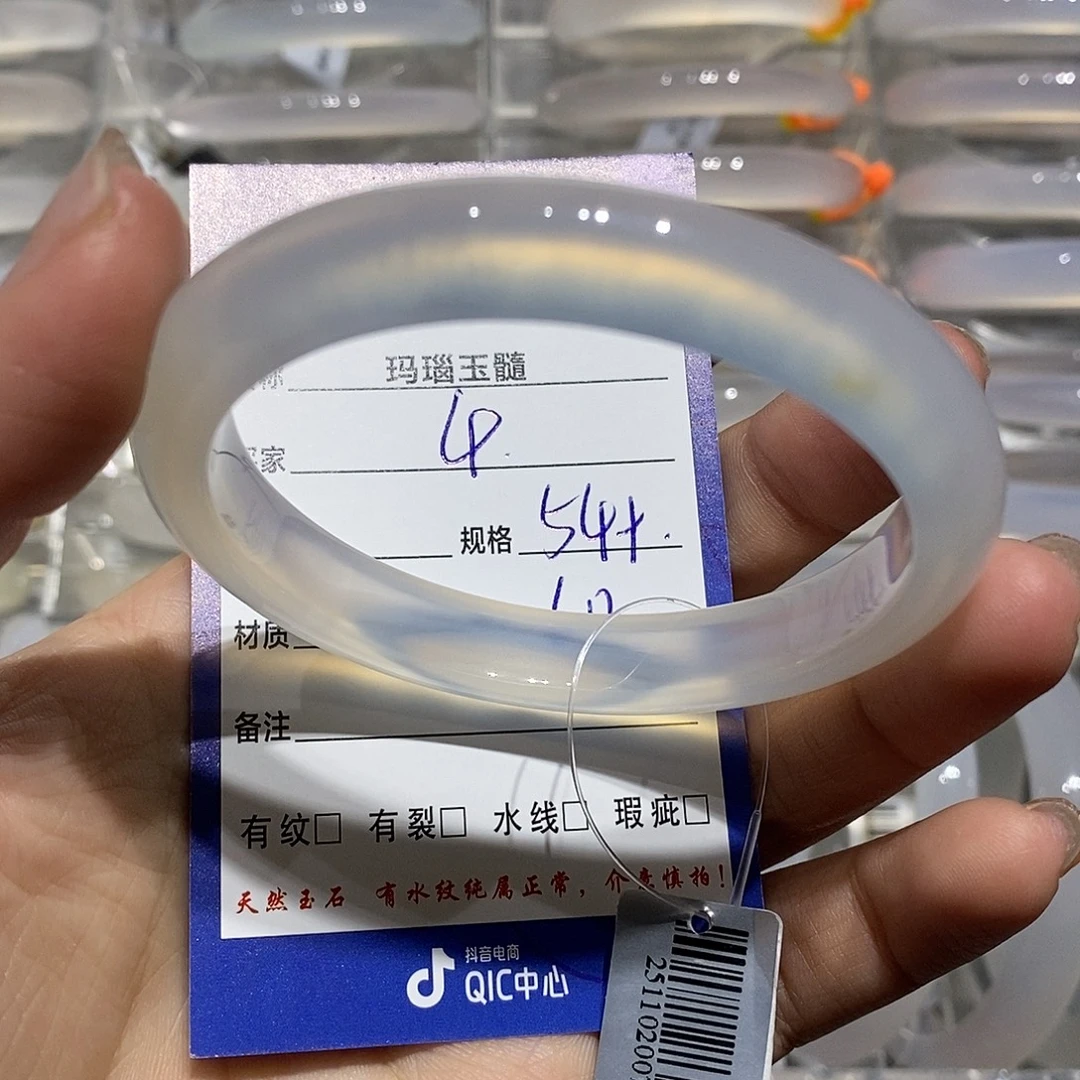 称 玛瑙玉髓
家
规格 54+.
材质
备注
有纹□ 有裂□ 水线□ 瑕疵□
天然玉石 有水纹纯属正常，介意慎拍！
抖音电商
QIC中心
251102007